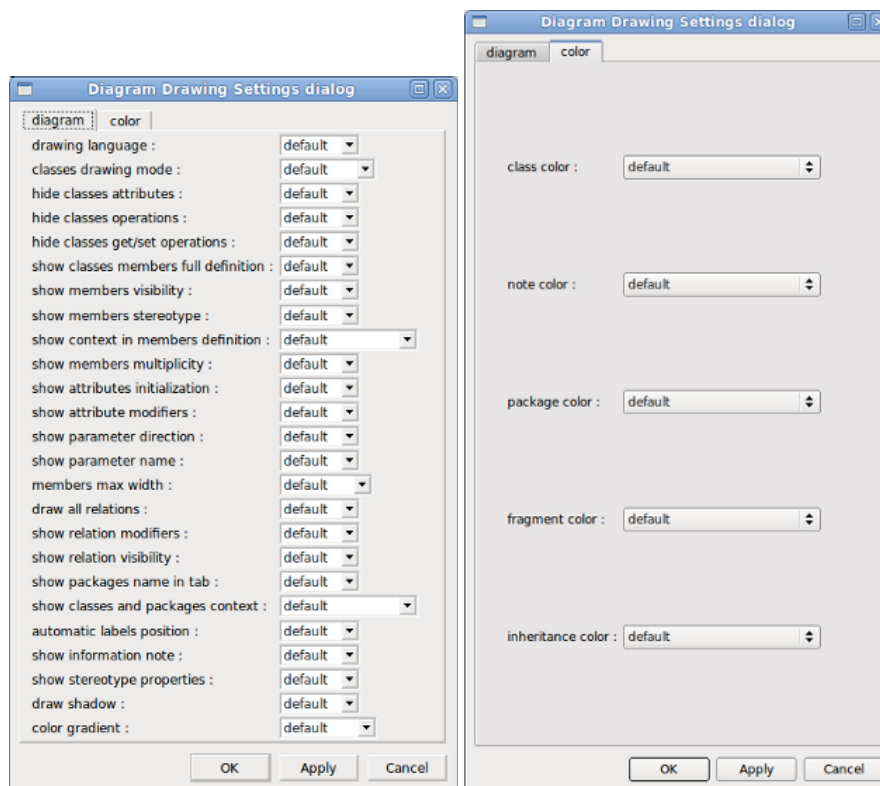 Diagram Drawing Settings dialog
diagram color
drawing language : default
classes drawing mode : default
hide classes attributes : default
hide classes operations : default
hide classes get/set operations : default
show classes members full definition : default
show members visibility : default
show members stereotype : default
show context in members definition : default
show members multiplicity : default
show attributes initialization : default
show attribute modifiers : default
show parameter direction : default
show parameter name : default
members max width : default
draw all relations : default
show relation modifiers : default
show relation visibility : default
show packages name in tab : default
show classes and packages context : default
automatic labels position : default
show information note : default
show stereotype properties : default
draw shadow : default
color gradient : default
OK Apply Cancel
Diagram Drawing Settings dialog
diagram color
class color : default
note color : default
package color : default
fragment color : default
inheritance color : default
OK Apply Cancel